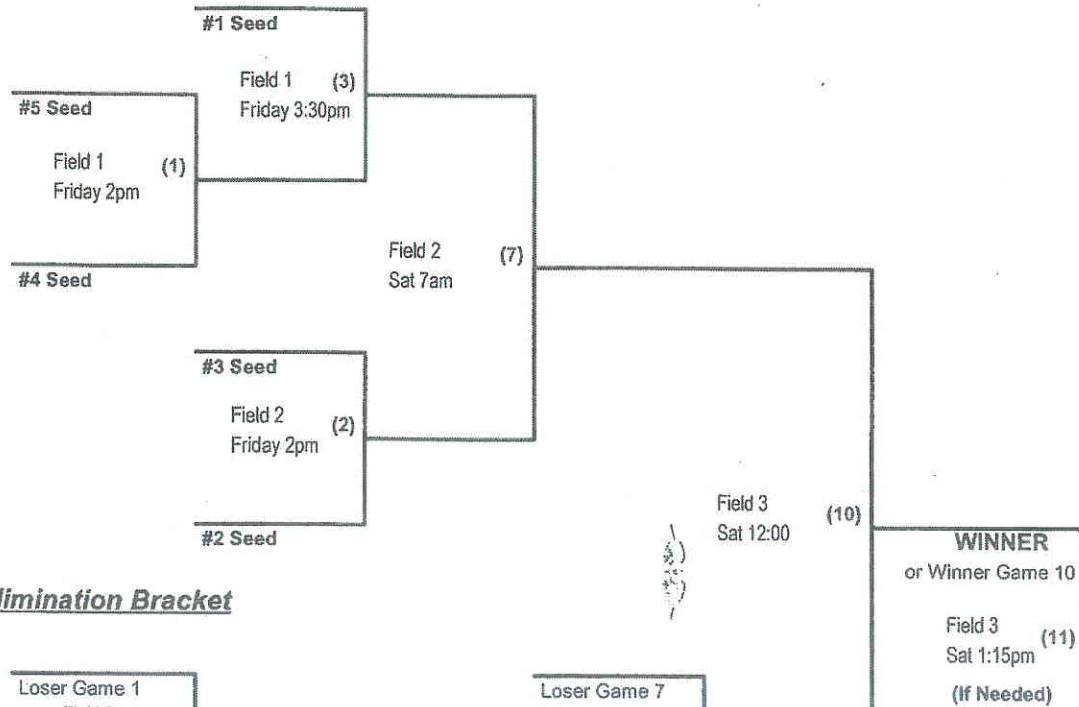 #1 Seed
Field 1 (3)
Friday 3:30pm
#5 Seed
Field 1 (1)
Friday 2pm
#4 Seed
Field 2 (7)
Sat 7am
#3 Seed
Field 2 (2)
Friday 2pm
#2 Seed
Field 3 (10)
Sat 12:00
WINNER
or Winner Game 10
Field 3 (11)
Sat 1:15pm
(If Needed)
limination Bracket
Loser Game 1
Loser Game 7